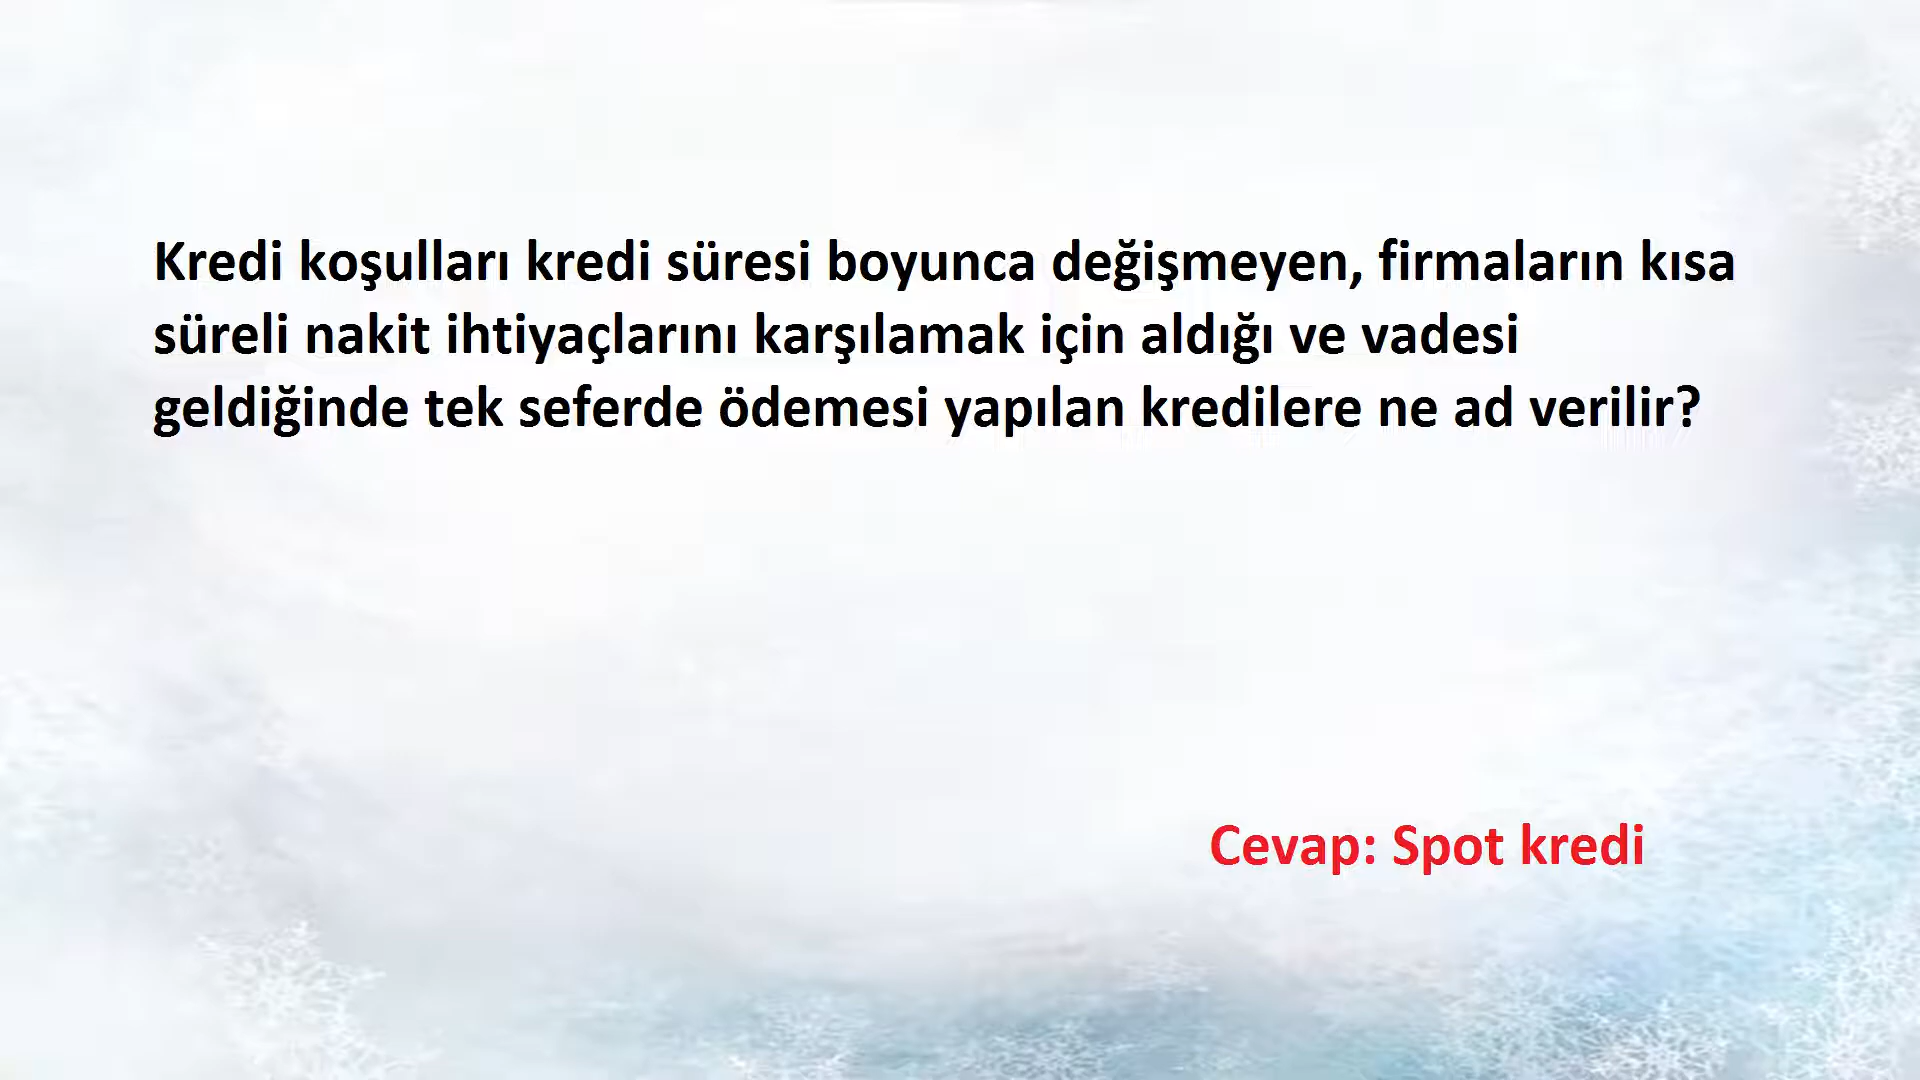 Kredi koşulları kredi süresi boyunca değişmeyen, firmaların kısa
süreli nakit ihtiyaçlarını karşılamak için aldığı ve vadesi
geldiğinde tek seferde ödemesi yapılan kredilere ne ad verilir?
Cevap: Spot kredi